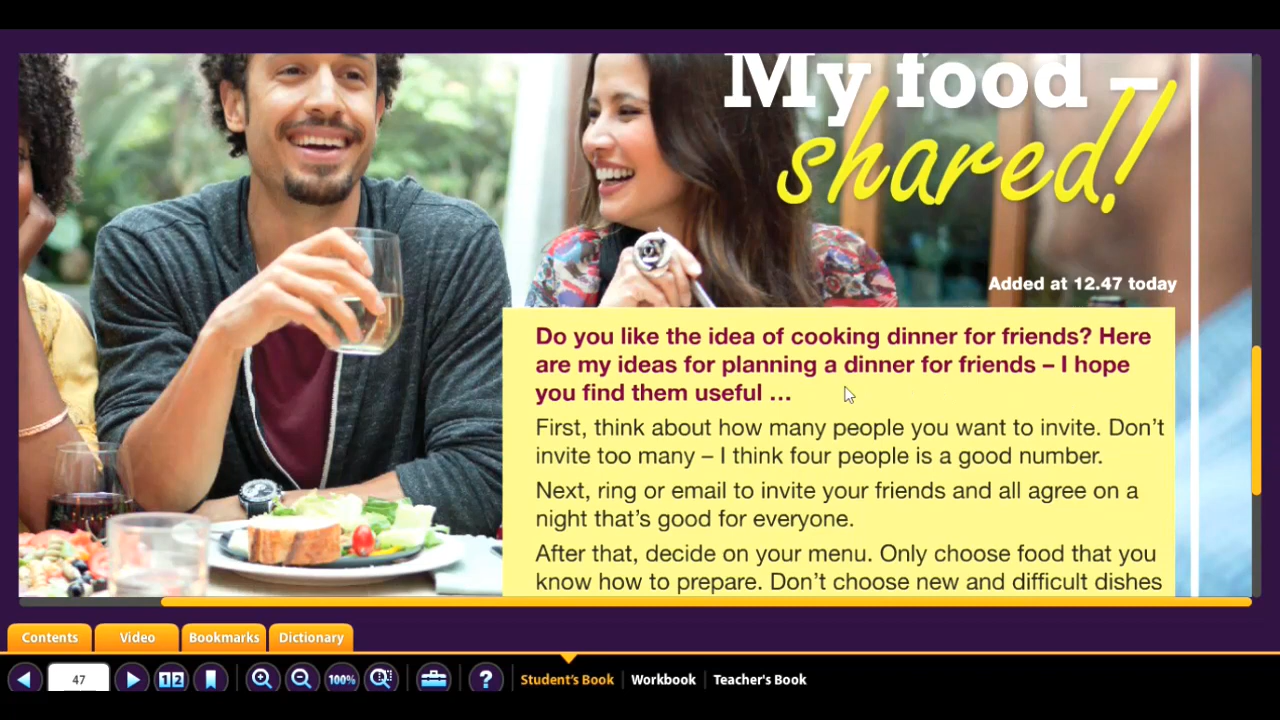 My food –
shared!
Added at 12.47 today
Do you like the idea of cooking dinner for friends? Here
are my ideas for planning a dinner for friends – I hope
you find them useful ...
First, think about how many people you want to invite. Don't
invite too many – I think four people is a good number.
Next, ring or email to invite your friends and all agree on a
night that's good for everyone.
After that, decide on your menu. Only choose food that you
know how to prepare. Don't choose new and difficult dishes
Contents
Video
Bookmarks
Dictionary
47
12
100%
?
Student's Book
Workbook
Teacher's Book